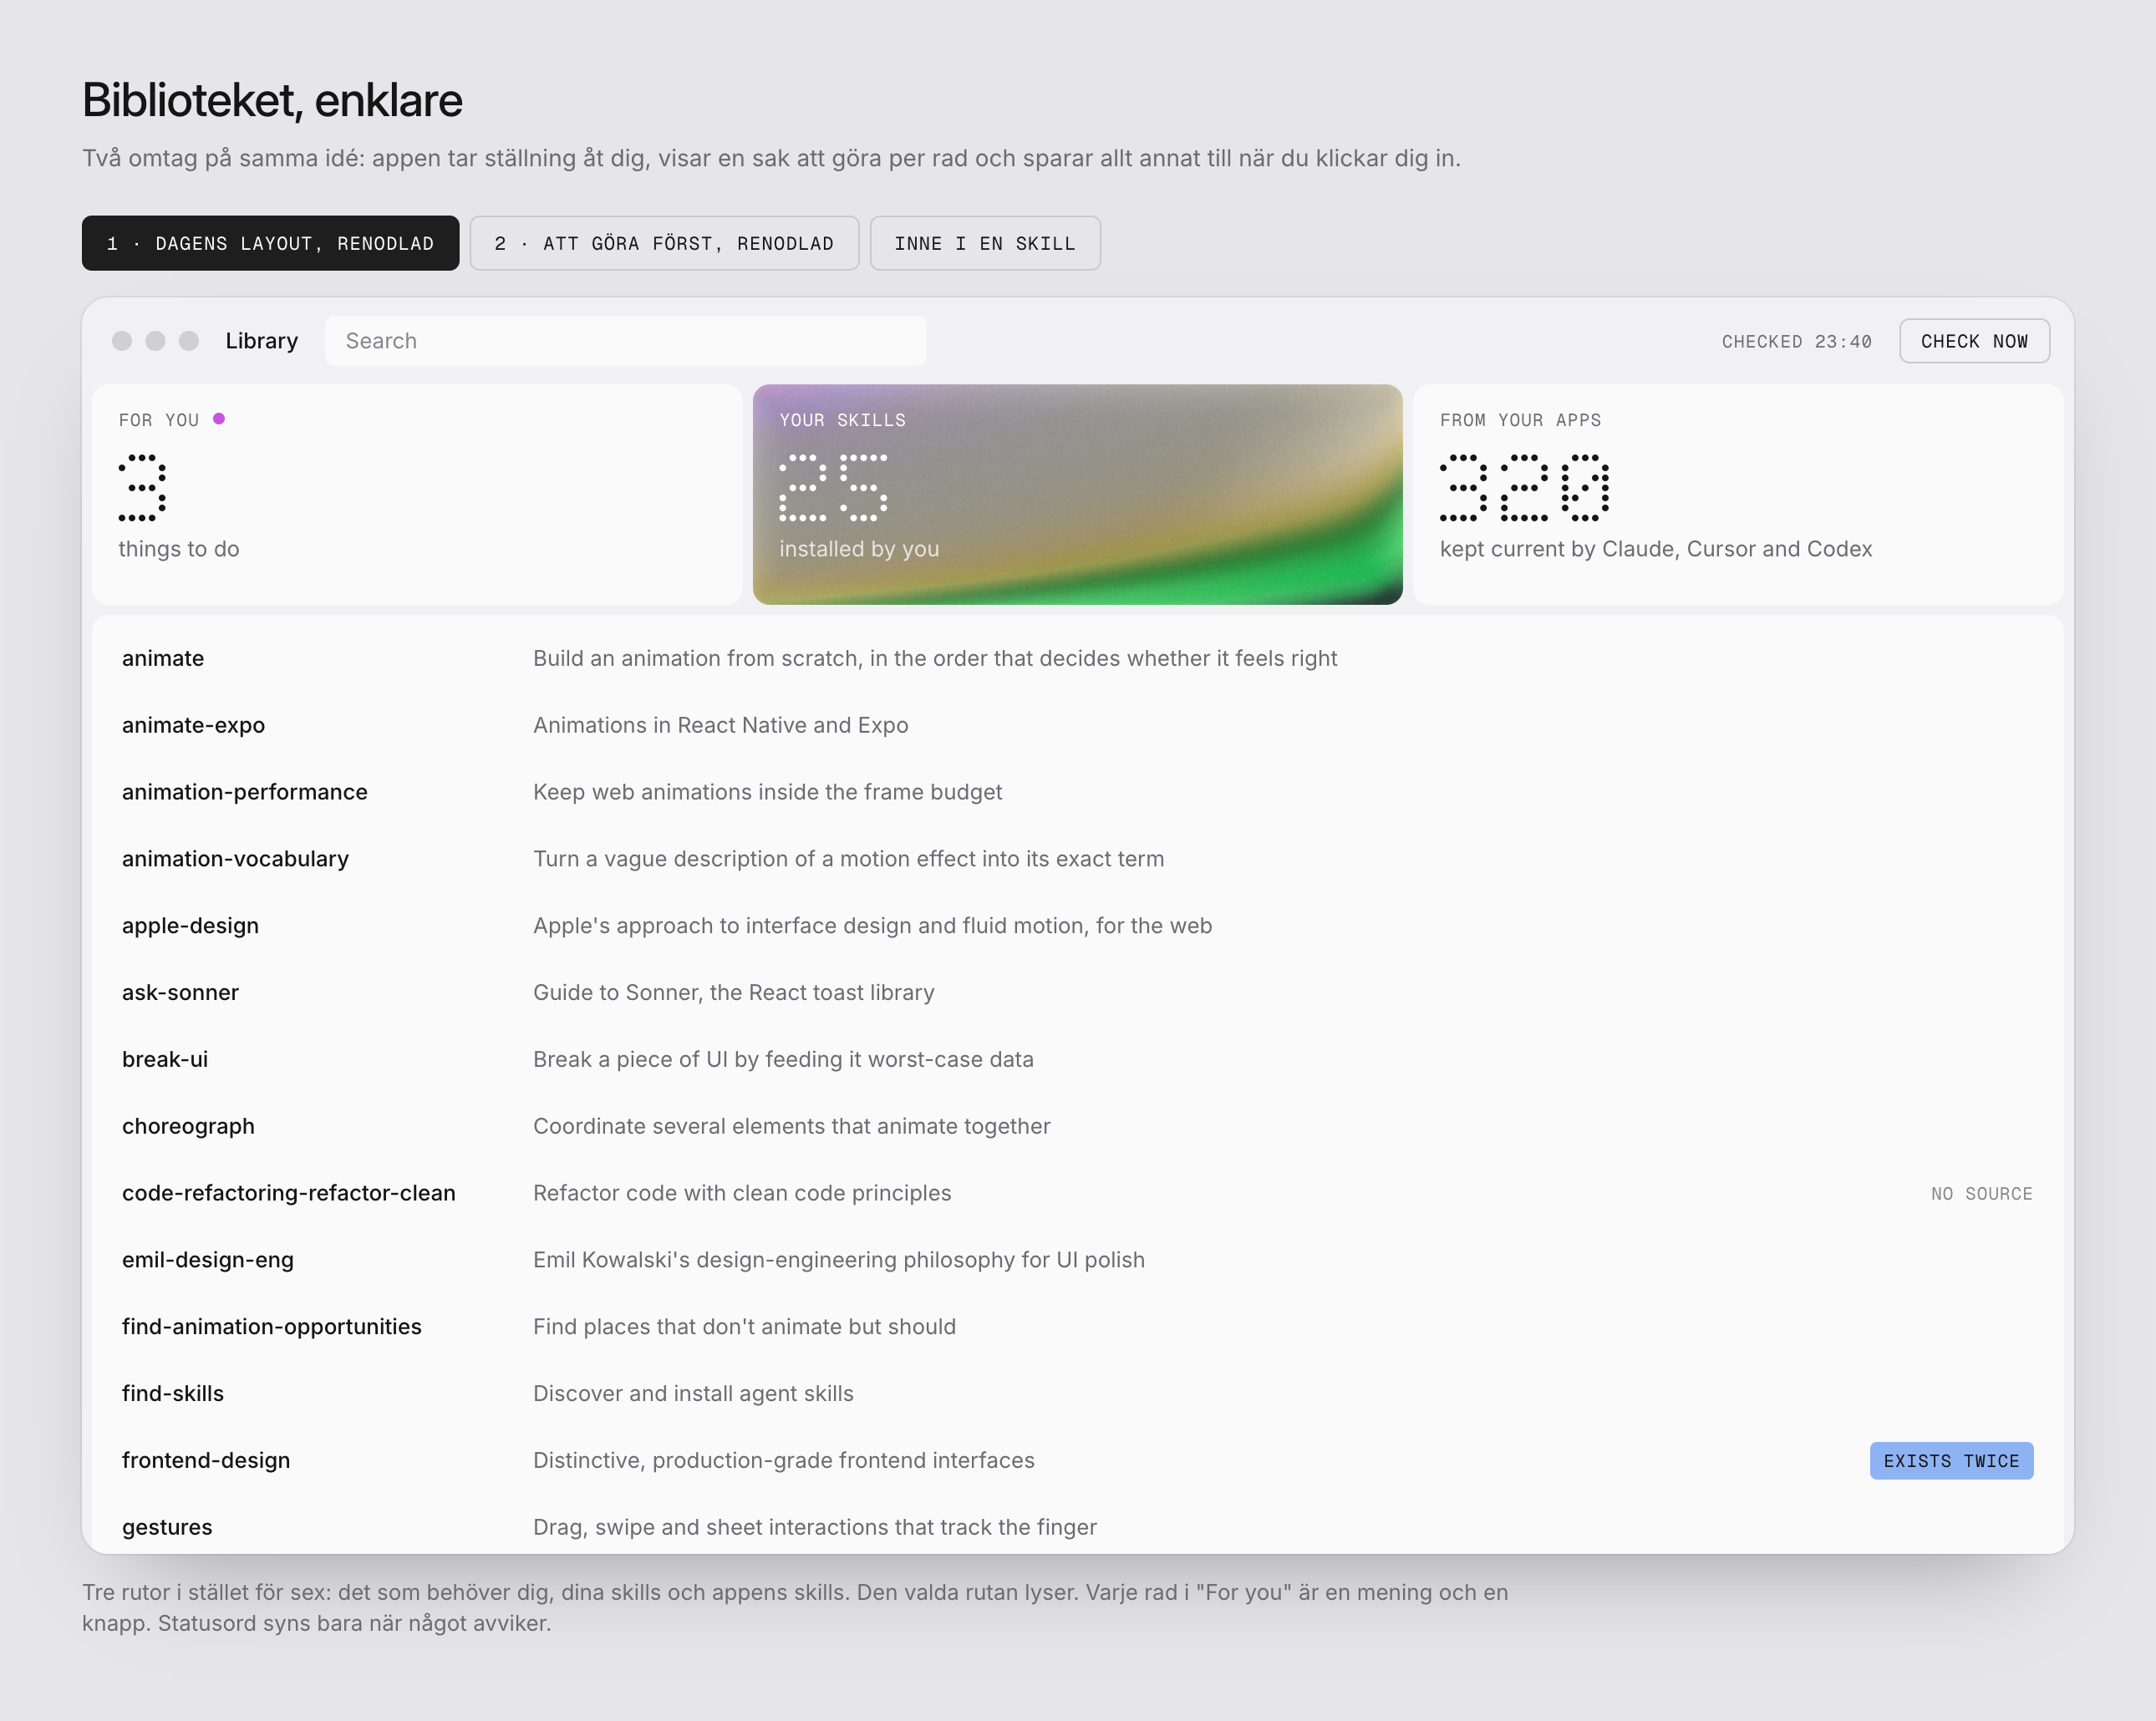 Biblioteket, enklare
Två omtag på samma idé: appen tar ställning åt dig, visar en sak att göra per rad och sparar allt annat till när du klickar dig in.
1 · DAGENS LAYOUT, RENODLAD
2 · ATT GÖRA FÖRST, RENODLAD
INNE I EN SKILL
Library
Search
CHECKED 23:40
CHECK NOW
FOR YOU
3
things to do
YOUR SKILLS
25
installed by you
FROM YOUR APPS
320
kept current by Claude, Cursor and Codex
animate
Build an animation from scratch, in the order that decides whether it feels right
animate-expo
Animations in React Native and Expo
animation-performance
Keep web animations inside the frame budget
animation-vocabulary
Turn a vague description of a motion effect into its exact term
apple-design
Apple's approach to interface design and fluid motion, for the web
ask-sonner
Guide to Sonner, the React toast library
break-ui
Break a piece of UI by feeding it worst-case data
choreograph
Coordinate several elements that animate together
code-refactoring-refactor-clean
Refactor code with clean code principles
NO SOURCE
emil-design-eng
Emil Kowalski's design-engineering philosophy for UI polish
find-animation-opportunities
Find places that don't animate but should
find-skills
Discover and install agent skills
frontend-design
Distinctive, production-grade frontend interfaces
EXISTS TWICE
gestures
Drag, swipe and sheet interactions that track the finger
Tre rutor i stället för sex: det som behöver dig, dina skills och appens skills. Den valda rutan lyser. Varje rad i "For you" är en mening och en
knapp. Statusord syns bara när något avviker.